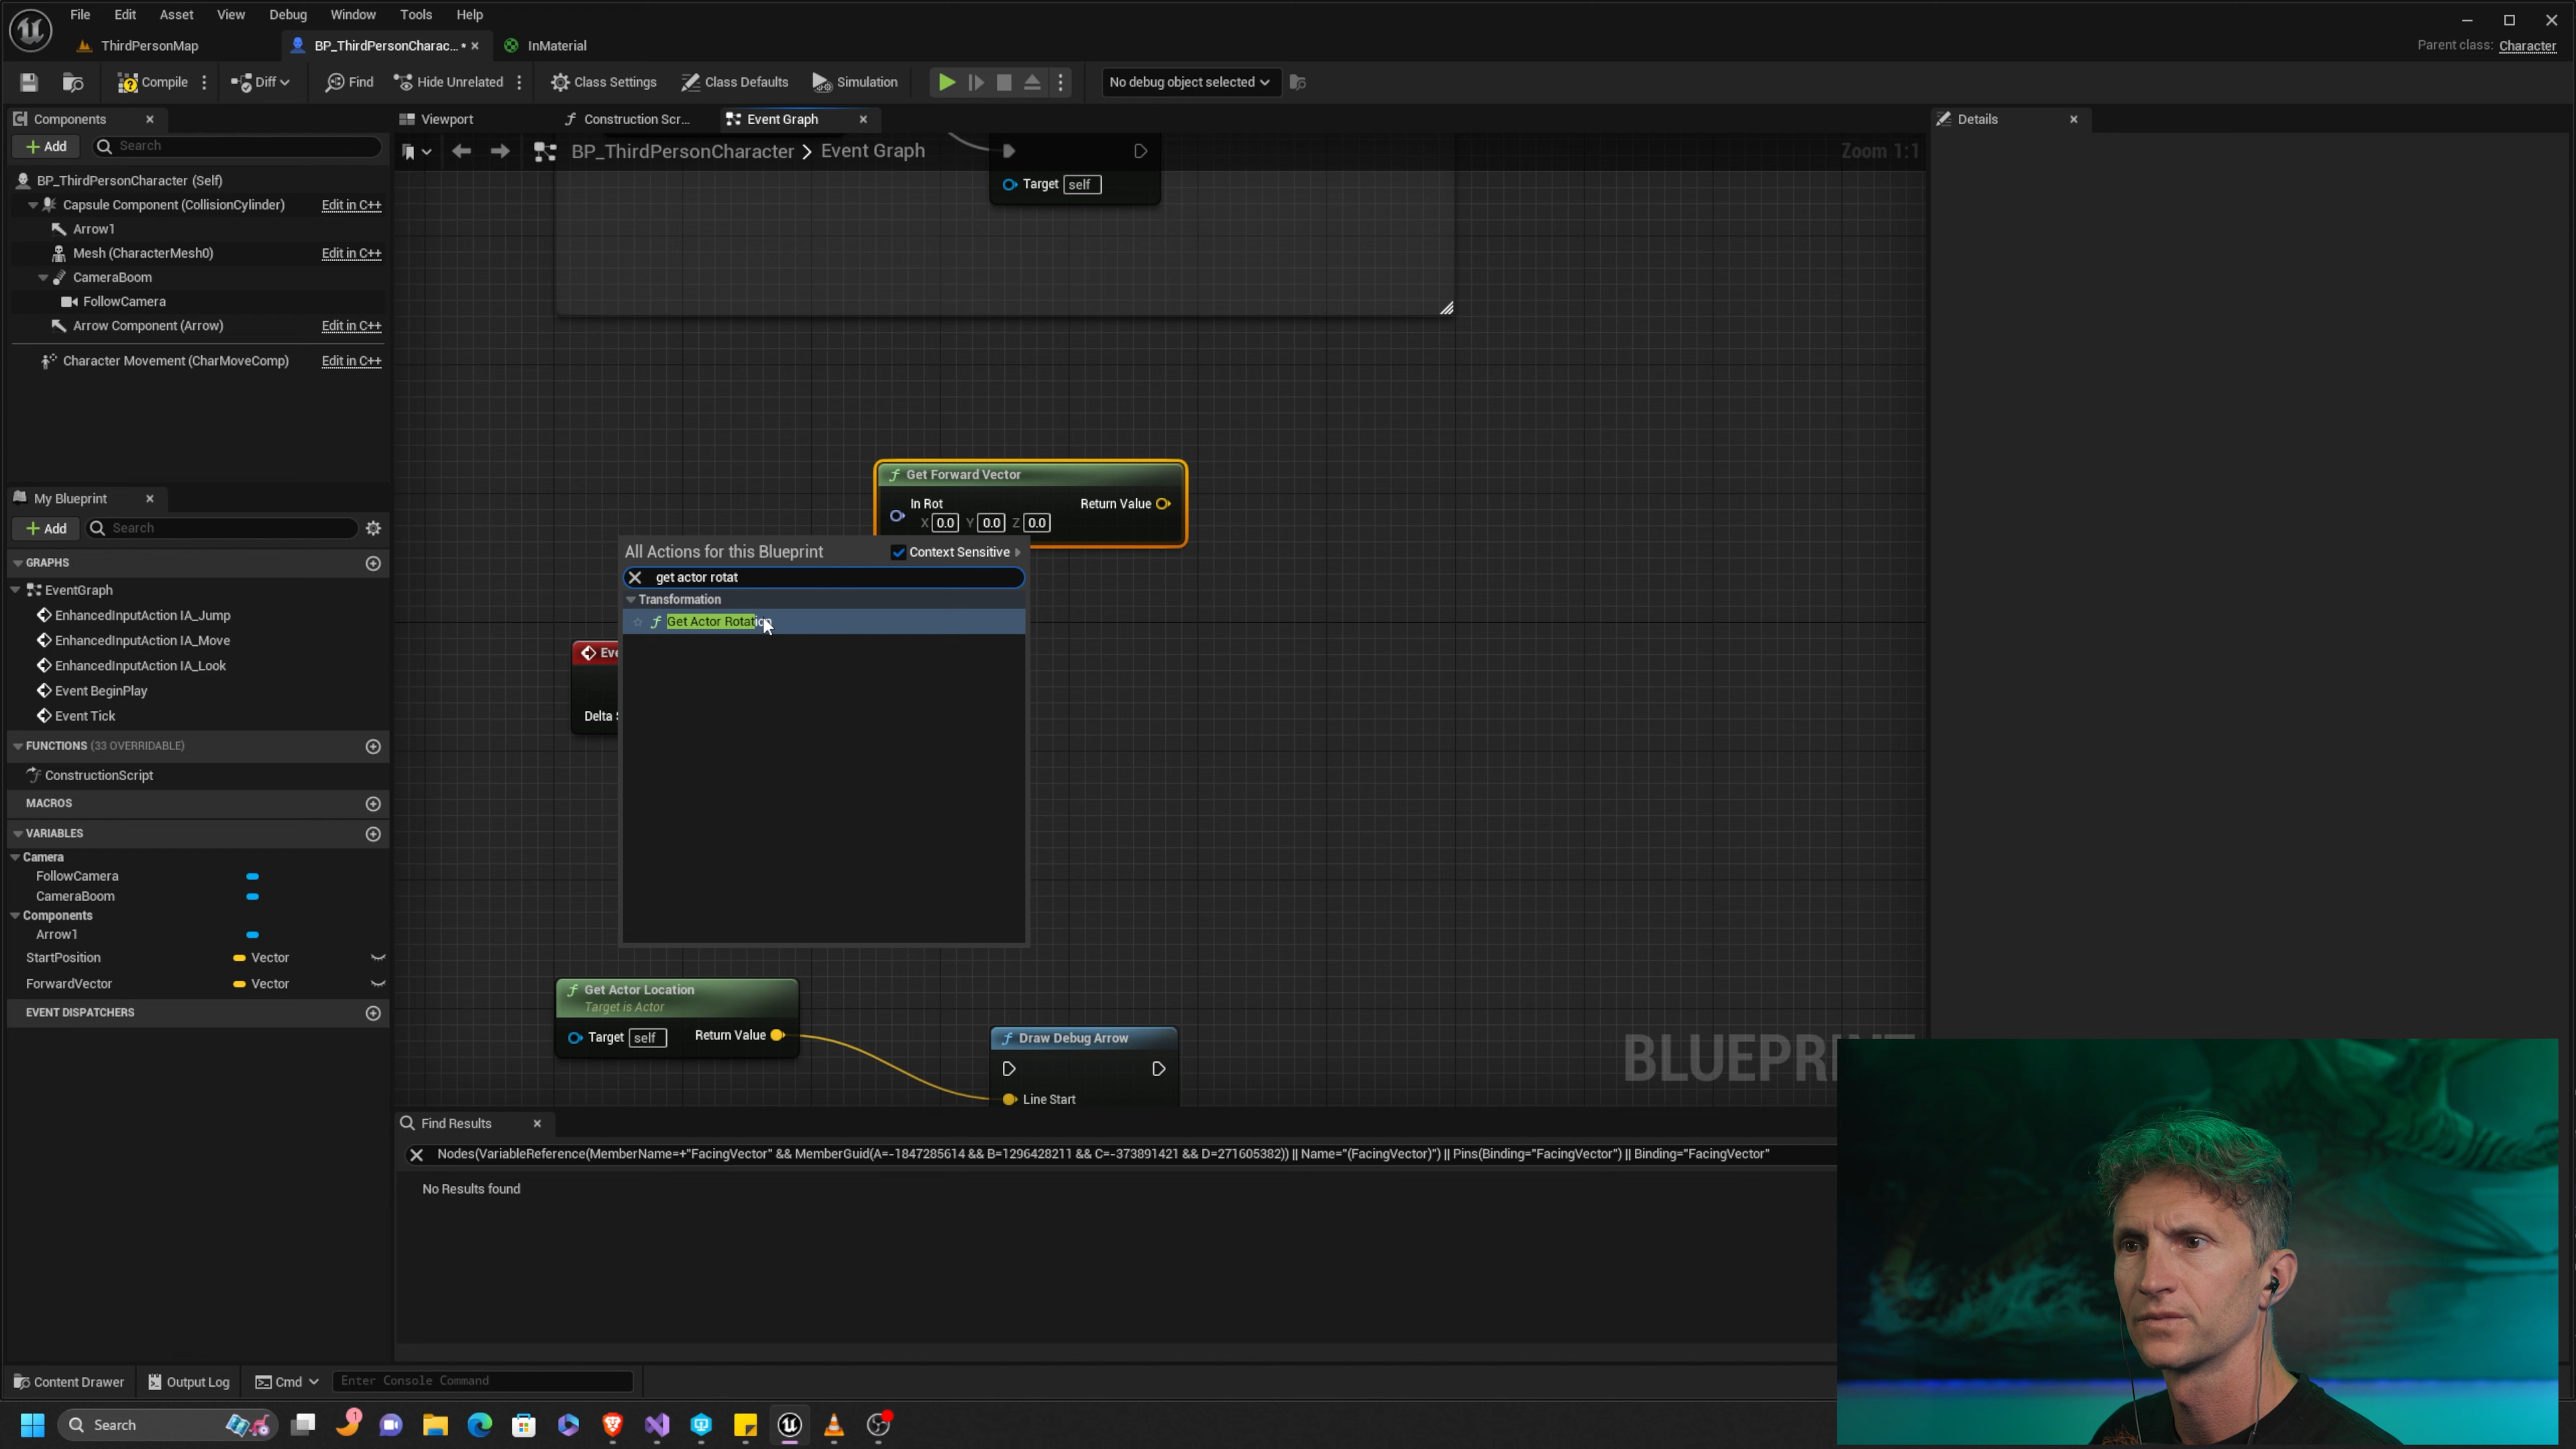 File Edit Asset View Debug Window Tools Help
ThirdPersonMap BP_ThirdPersonCharac... • InMaterial
Parent class: Character
Compile Diff Find Hide Unrelated Class Settings Class Defaults Simulation No debug object selected
Components
Add Search
BP_ThirdPersonCharacter (Self)
Capsule Component (CollisionCylinder) Edit in C++
Arrow1
Mesh (CharacterMesh0) Edit in C++
CameraBoom
FollowCamera
Arrow Component (Arrow) Edit in C++
Character Movement (CharMoveComp) Edit in C++
My Blueprint
Add Search
GRAPHS
EventGraph
EnhancedInputAction IA_Jump
EnhancedInputAction IA_Move
EnhancedInputAction IA_Look
Event BeginPlay
Event Tick
FUNCTIONS (33 OVERRIDABLE)
ConstructionScript
MACROS
VARIABLES
Camera
FollowCamera
CameraBoom
Components
Arrow1
StartPosition Vector
ForwardVector Vector
EVENT DISPATCHERS
Viewport Construction Scr... Event Graph
BP_ThirdPersonCharacter > Event Graph
Zoom 1:1
Target self
Get Forward Vector
In Rot Return Value
X 0.0 Y 0.0 Z 0.0
All Actions for this Blueprint Context Sensitive
get actor rotat
Transformation
Get Actor Rotation
Eve
Delta S
Get Actor Location
Target is Actor
Target self Return Value
Draw Debug Arrow
Line Start
BLUEPRINT
Find Results
Nodes(VariableReference(MemberName=+"FacingVector" && MemberGuid(A=-1847285614 && B=1296428211 && C=-373891421 && D=271605382)) || Name="(FacingVector)") || Pins(Binding="FacingVector") || Binding="FacingVector"
No Results found
Details
Content Drawer Output Log Cmd Enter Console Command
Search
1